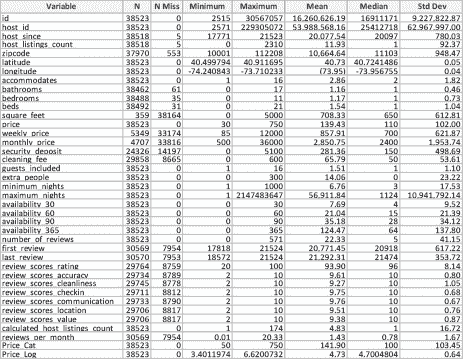 Variable N N Miss Minimum Maximum Mean Median Std Dev
id 38523 0 2515 30567057 16,260,626.19 16911171 9,227,822.87
host_id 38523 0 2571 229305072 53,988,568.16 25412718 62,967,997.00
host_since 38518 5 17771 21523 20,077.54 20097 780.03
host_listings_count 38518 5 0 2310 11.93 1 92.37
zipcode 37970 553 10001 112208 10,664.64 11103 948.47
latitude 38523 0 40.499794 40.911695 40.73 40.7241486 0.05
longitude 38523 0 -74.240843 -73.710233 (73.95) -73.956755 0.04
accommodates 38523 0 1 16 2.86 2 1.82
bathrooms 38462 61 0 17 1.16 1 0.46
bedrooms 38488 35 0 11 1.17 1 0.73
beds 38492 31 0 21 1.54 1 1.04
square_feet 359 38164 0 5000 708.33 650 612.81
price 38523 0 30 750 139.43 110 102.00
weekly_price 5349 33174 85 12000 857.91 700 621.87
monthly_price 4707 33816 500 36000 2,850.75 2400 1,953.74
security_deposit 24326 14197 0 5100 281.36 150 498.69
cleaning_fee 29858 8665 0 600 65.79 50 53.61
guests_included 38523 0 1 16 1.51 1 1.10
extra_people 38523 0 0 300 14.06 0 23.22
minimum_nights 38523 0 1 1000 6.76 3 17.53
maximum_nights 38523 0 1 2147483647 56,911.84 1124 10,941,792.14
availability_30 38523 0 0 30 7.69 4 9.52
availability_60 38523 0 0 60 21.04 15 21.39
availability_90 38523 0 0 90 35.18 28 34.12
availability_365 38523 0 0 365 124.47 64 137.80
number_of_reviews 38523 0 0 571 22.33 5 41.15
first_review 30569 7954 17818 21524 20,771.45 20918 617.22
last_review 30570 7953 18572 21524 21,292.31 21474 353.72
review_scores_rating 29764 8759 20 100 93.90 96 8.14
review_scores_accuracy 29734 8789 2 10 9.61 10 0.80
review_scores_cleanliness 29745 8778 2 10 9.27 10 1.05
review_scores_checkin 29711 8812 2 10 9.75 10 0.68
review_scores_communication 29733 8790 2 10 9.76 10 0.67
review_scores_location 29706 8817 2 10 9.51 10 0.76
review_scores_value 29706 8817 2 10 9.38 10 0.87
calculated_host_listings_count 38523 0 1 174 4.83 1 16.72
reviews_per_month 30569 7954 0.01 20.33 1.43 0.78 1.67
Price_Cat 38523 0 50 750 141.90 100 103.45
Price_Log 38523 0 3.4011974 6.6200732 4.73 4.7004804 0.64